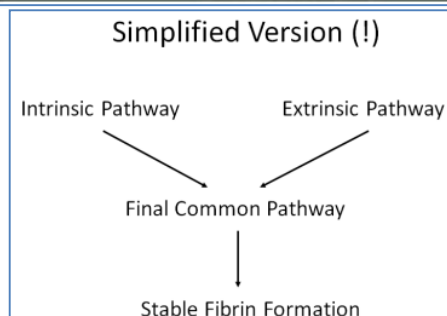 Simplified Version (!)
Intrinsic Pathway Extrinsic Pathway
Final Common Pathway
Stable Fibrin Formation